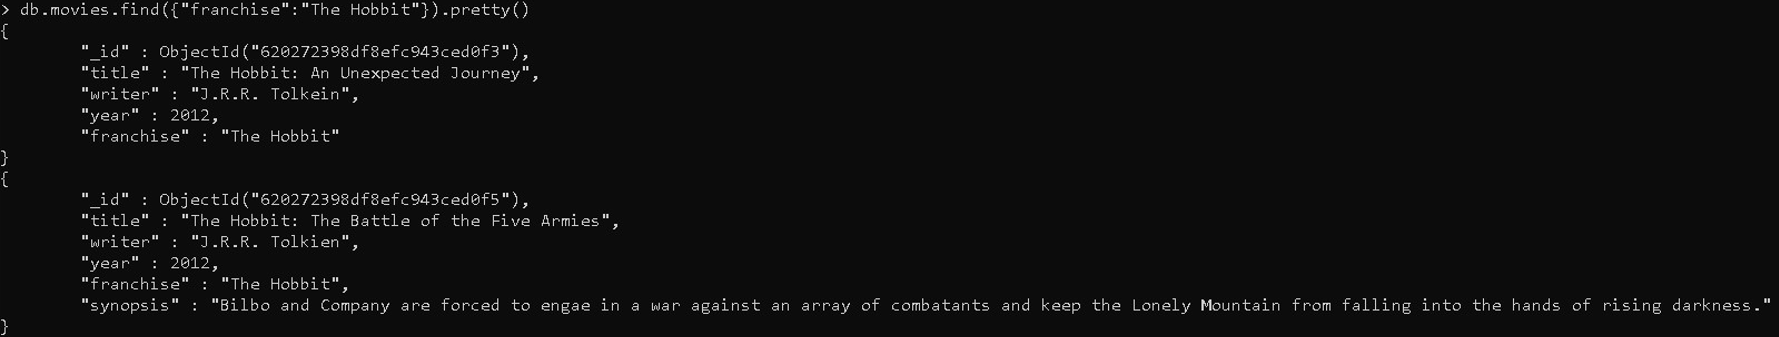 > db.movies.find({"franchise":"The Hobbit"}).pretty()
{
        "_id" : ObjectId("620272398df8efc943ced0f3"),
        "title" : "The Hobbit: An Unexpected Journey",
        "writer" : "J.R.R. Tolkein",
        "year" : 2012,
        "franchise" : "The Hobbit"
}
{
        "_id" : ObjectId("620272398df8efc943ced0f5"),
        "title" : "The Hobbit: The Battle of the Five Armies",
        "writer" : "J.R.R. Tolkien",
        "year" : 2012,
        "franchise" : "The Hobbit",
        "synopsis" : "Bilbo and Company are forced to engae in a war against an array of combatants and keep the Lonely Mountain from falling into the hands of rising darkness."
}